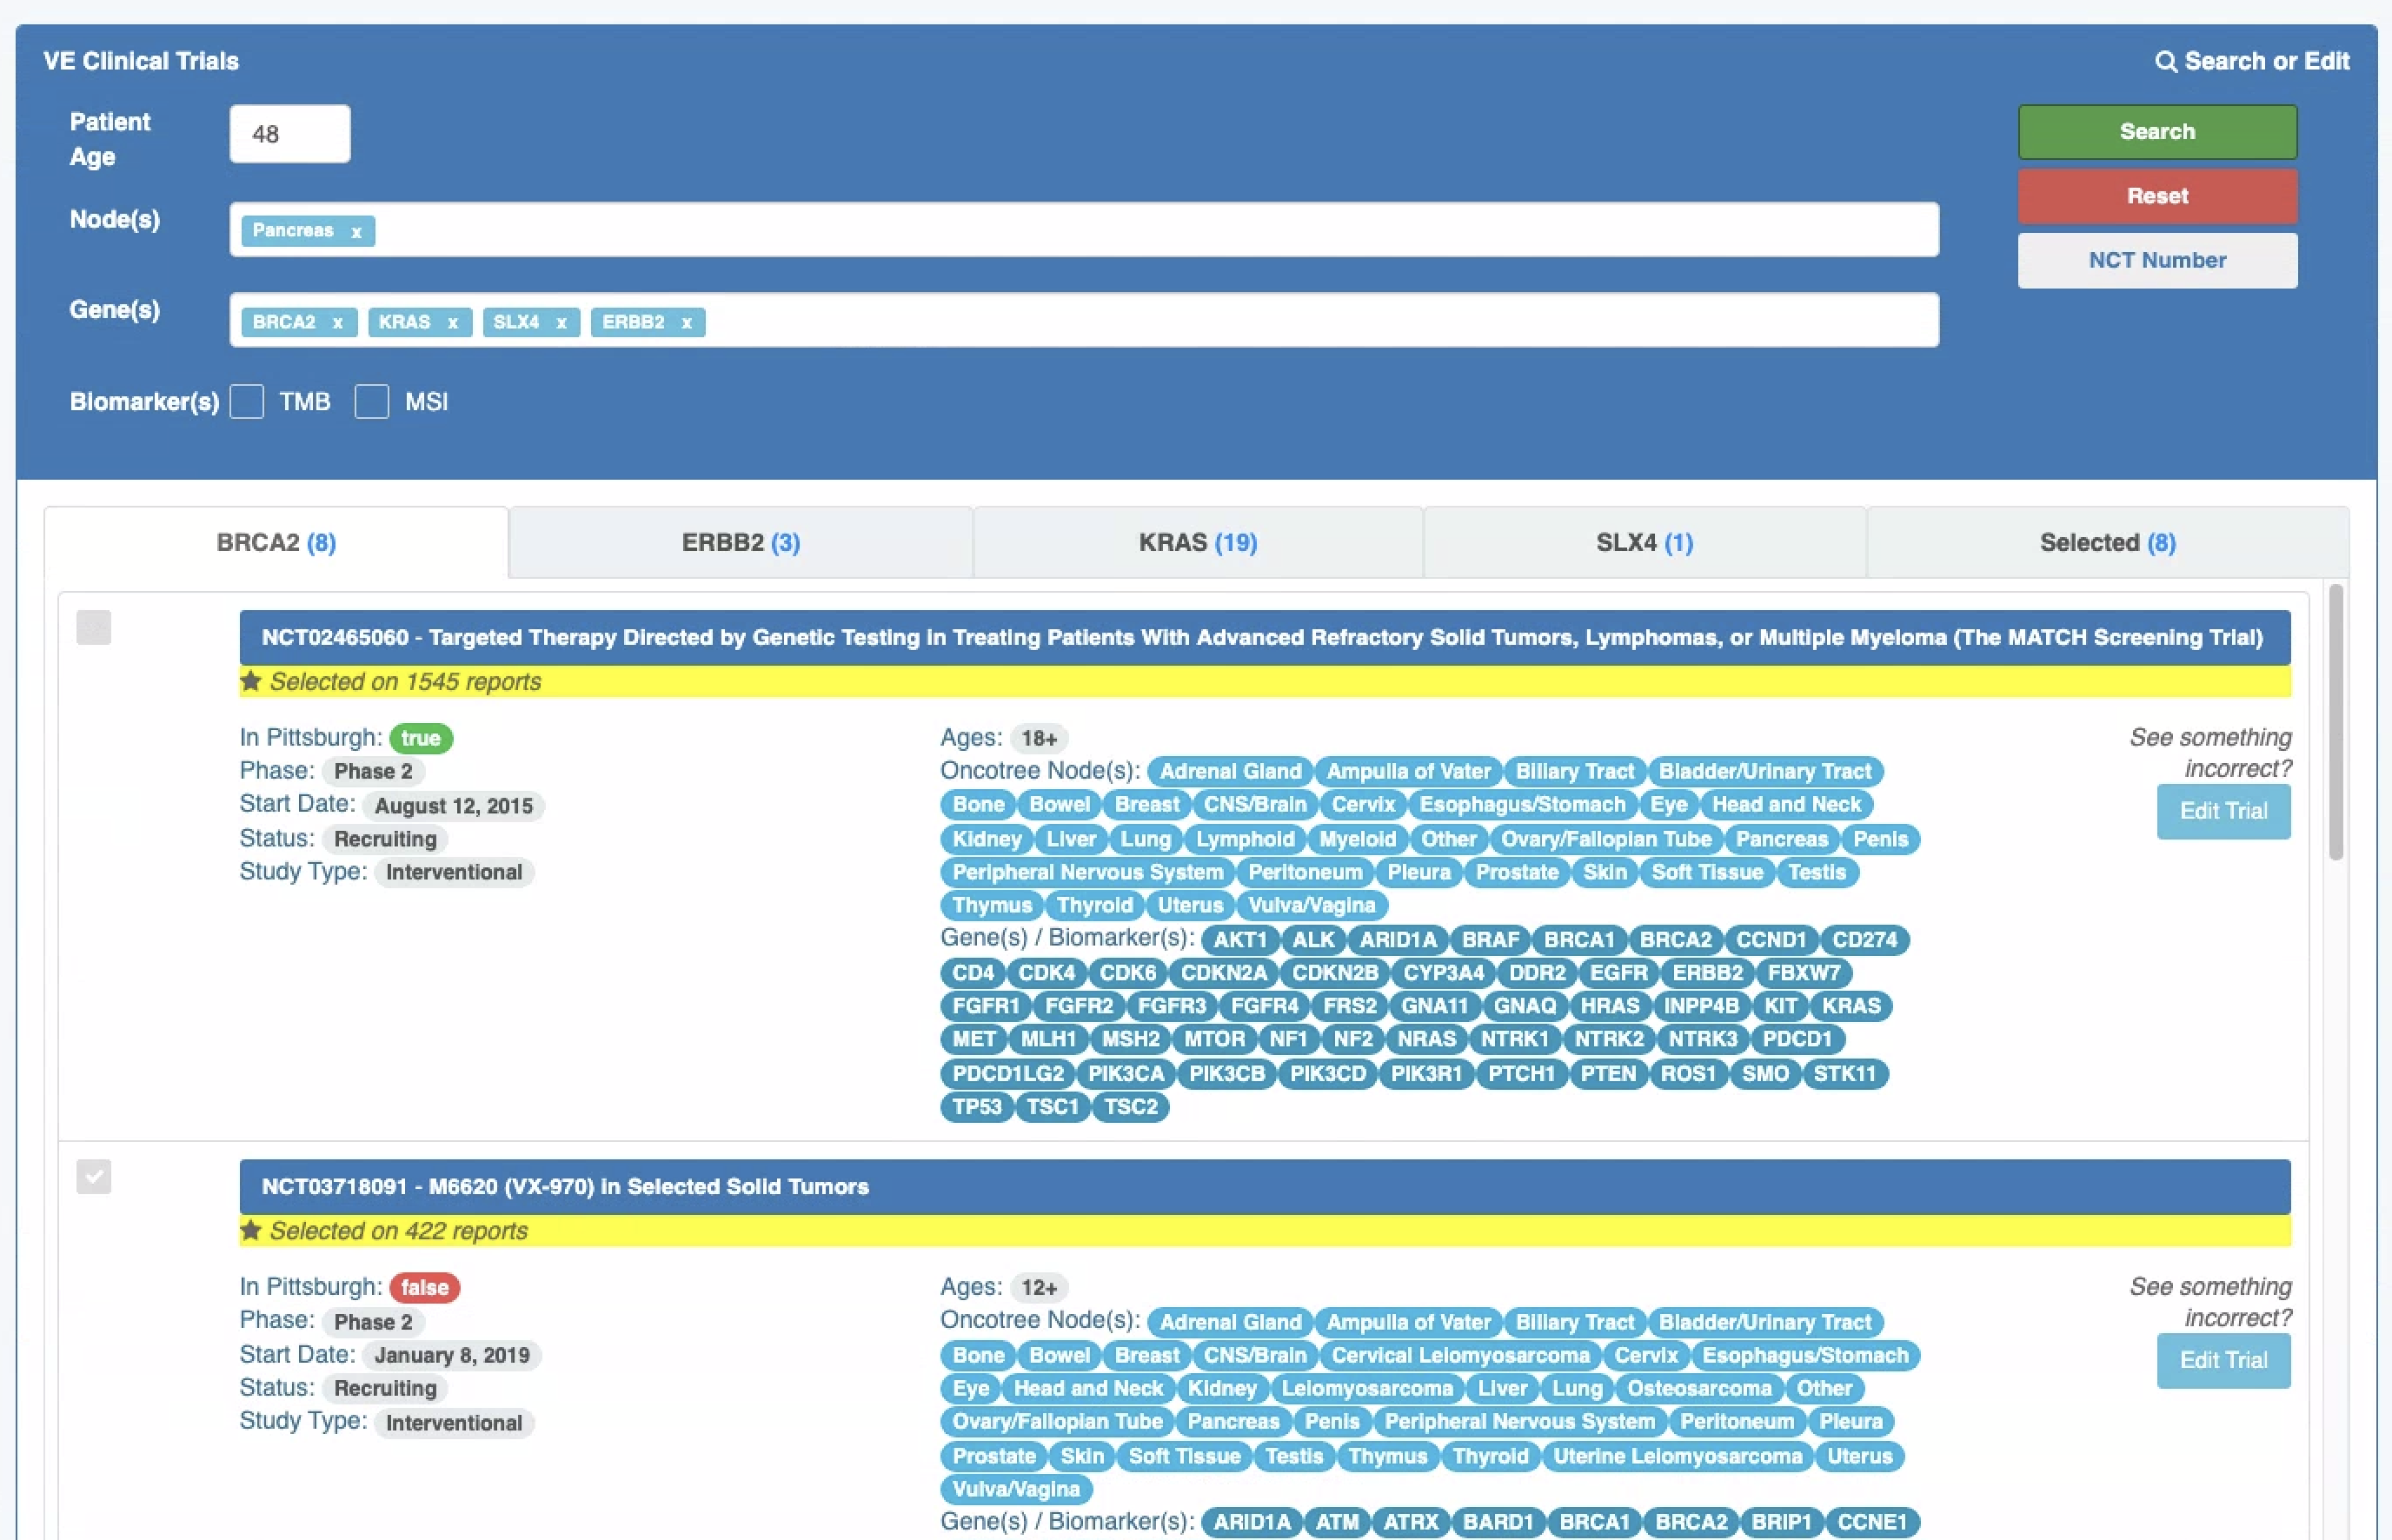 VE Clinical Trials
Search or Edit
Patient Age
48
Search
Reset
NCT Number
Node(s)
Pancreas x
Gene(s)
BRCA2 x KRAS x SLX4 x ERBB2 x
Biomarker(s) TMB MSI
BRCA2 (8) ERBB2 (3) KRAS (19) SLX4 (1) Selected (8)
NCT02465060 - Targeted Therapy Directed by Genetic Testing in Treating Patients With Advanced Refractory Solid Tumors, Lymphomas, or Multiple Myeloma (The MATCH Screening Trial)
Selected on 1545 reports
In Pittsburgh: true
Phase: Phase 2
Start Date: August 12, 2015
Status: Recruiting
Study Type: Interventional
Ages: 18+
Oncotree Node(s): Adrenal Gland Ampulla of Vater Biliary Tract Bladder/Urinary Tract
Bone Bowel Breast CNS/Brain Cervix Esophagus/Stomach Eye Head and Neck
Kidney Liver Lung Lymphoid Myeloid Other Ovary/Fallopian Tube Pancreas Penis
Peripheral Nervous System Peritoneum Pleura Prostate Skin Soft Tissue Testis
Thymus Thyroid Uterus Vulva/Vagina
Gene(s) / Biomarker(s): AKT1 ALK ARID1A BRAF BRCA1 BRCA2 CCND1 CD274
CD4 CDK4 CDK6 CDKN2A CDKN2B CYP3A4 DDR2 EGFR ERBB2 FBXW7
FGFR1 FGFR2 FGFR3 FGFR4 FRS2 GNA11 GNAQ HRAS INPP4B KIT KRAS
MET MLH1 MSH2 MTOR NF1 NF2 NRAS NTRK1 NTRK2 NTRK3 PDCD1
PDCD1LG2 PIK3CA PIK3CB PIK3CD PIK3R1 PTCH1 PTEN ROS1 SMO STK11
TP53 TSC1 TSC2
See something
incorrect?
Edit Trial
NCT03718091 - M6620 (VX-970) in Selected Solid Tumors
Selected on 422 reports
In Pittsburgh: false
Phase: Phase 2
Start Date: January 8, 2019
Status: Recruiting
Study Type: Interventional
Ages: 12+
Oncotree Node(s): Adrenal Gland Ampulla of Vater Biliary Tract Bladder/Urinary Tract
Bone Bowel Breast CNS/Brain Cervical Leiomyosarcoma Cervix Esophagus/Stomach
Eye Head and Neck Kidney Leiomyosarcoma Liver Lung Osteosarcoma Other
Ovary/Fallopian Tube Pancreas Penis Peripheral Nervous System Peritoneum Pleura
Prostate Skin Soft Tissue Testis Thymus Thyroid Uterine Leiomyosarcoma Uterus
Vulva/Vagina
Gene(s) / Biomarker(s): ARID1A ATM ATRX BARD1 BRCA1 BRCA2 BRIP1 CCNE1
See something
incorrect?
Edit Trial